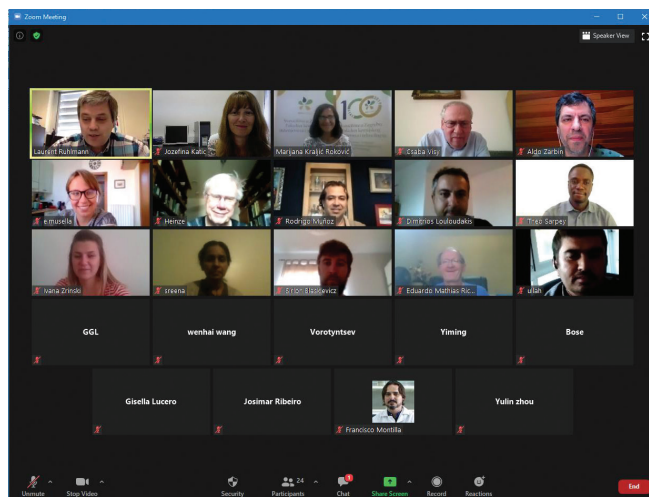 Zoom Meeting
Speaker View
Laurent Ruhlmann
Jozefina Katic
Marijana Kraljić Roković
100
Csaba Visy
Aldo Zarbin
e musella
Heinze
Rodrigo Muñoz
Dimitrios Louloudakis
Theo Sarpey
Ivana Zrinski
sreena
Eduardo Mathias Ric...
ullah
GGL
wenhai wang
Vorotyntsev
Yiming
Bose
Gisella Lucero
Josimar Ribeiro
Francisco Montilla
Yulin zhou
Unmute
Stop Video
Security
24
Participants
Chat
Share Screen
Record
Reactions
End